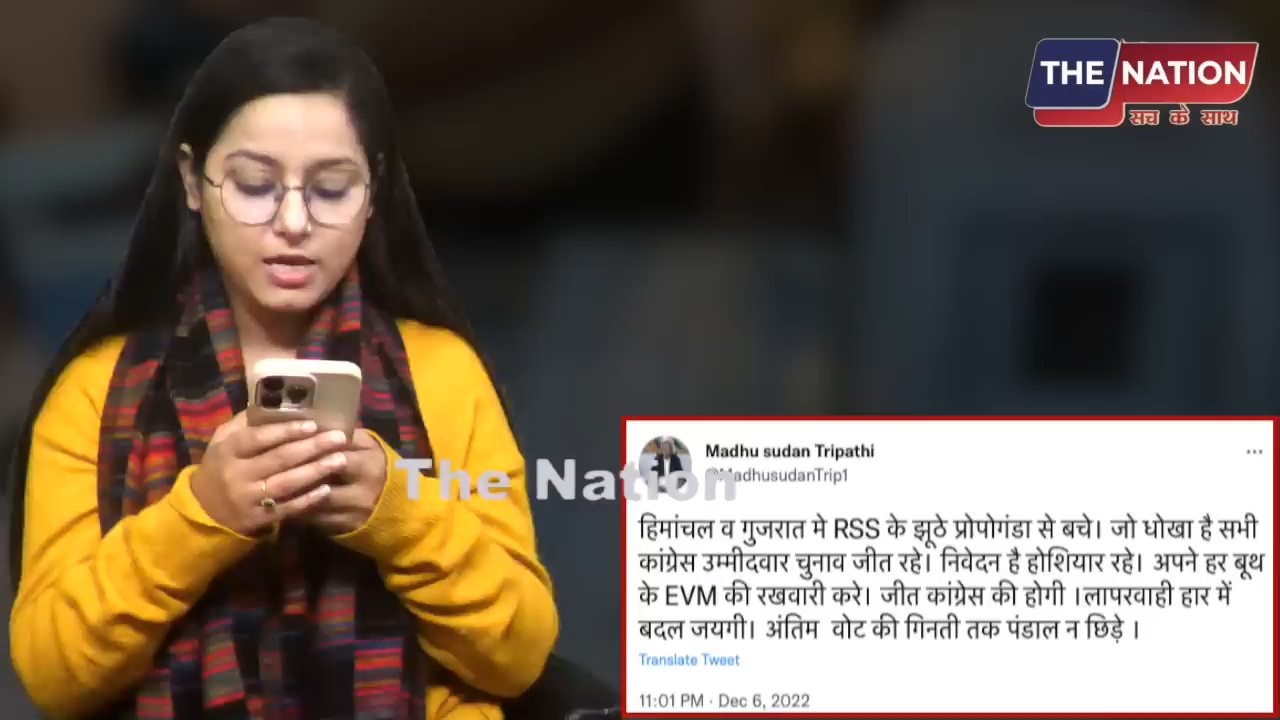 THE NATION
सच के साथ
The Nation
Madhu sudan Tripathi
@MadhusudanTrip1
हिमांचल व गुजरात मे RSS के झूठे प्रोपोगंडा से बचे। जो धोखा है सभी
कांग्रेस उम्मीदवार चुनाव जीत रहे। निवेदन है होशियार रहे। अपने हर बूथ
के EVM की रखवारी करे। जीत कांग्रेस की होगी ।लापरवाही हार में
बदल जयगी। अंतिम वोट की गिनती तक पंडाल न छिड़े ।
Translate Tweet
11:01 PM · Dec 6, 2022